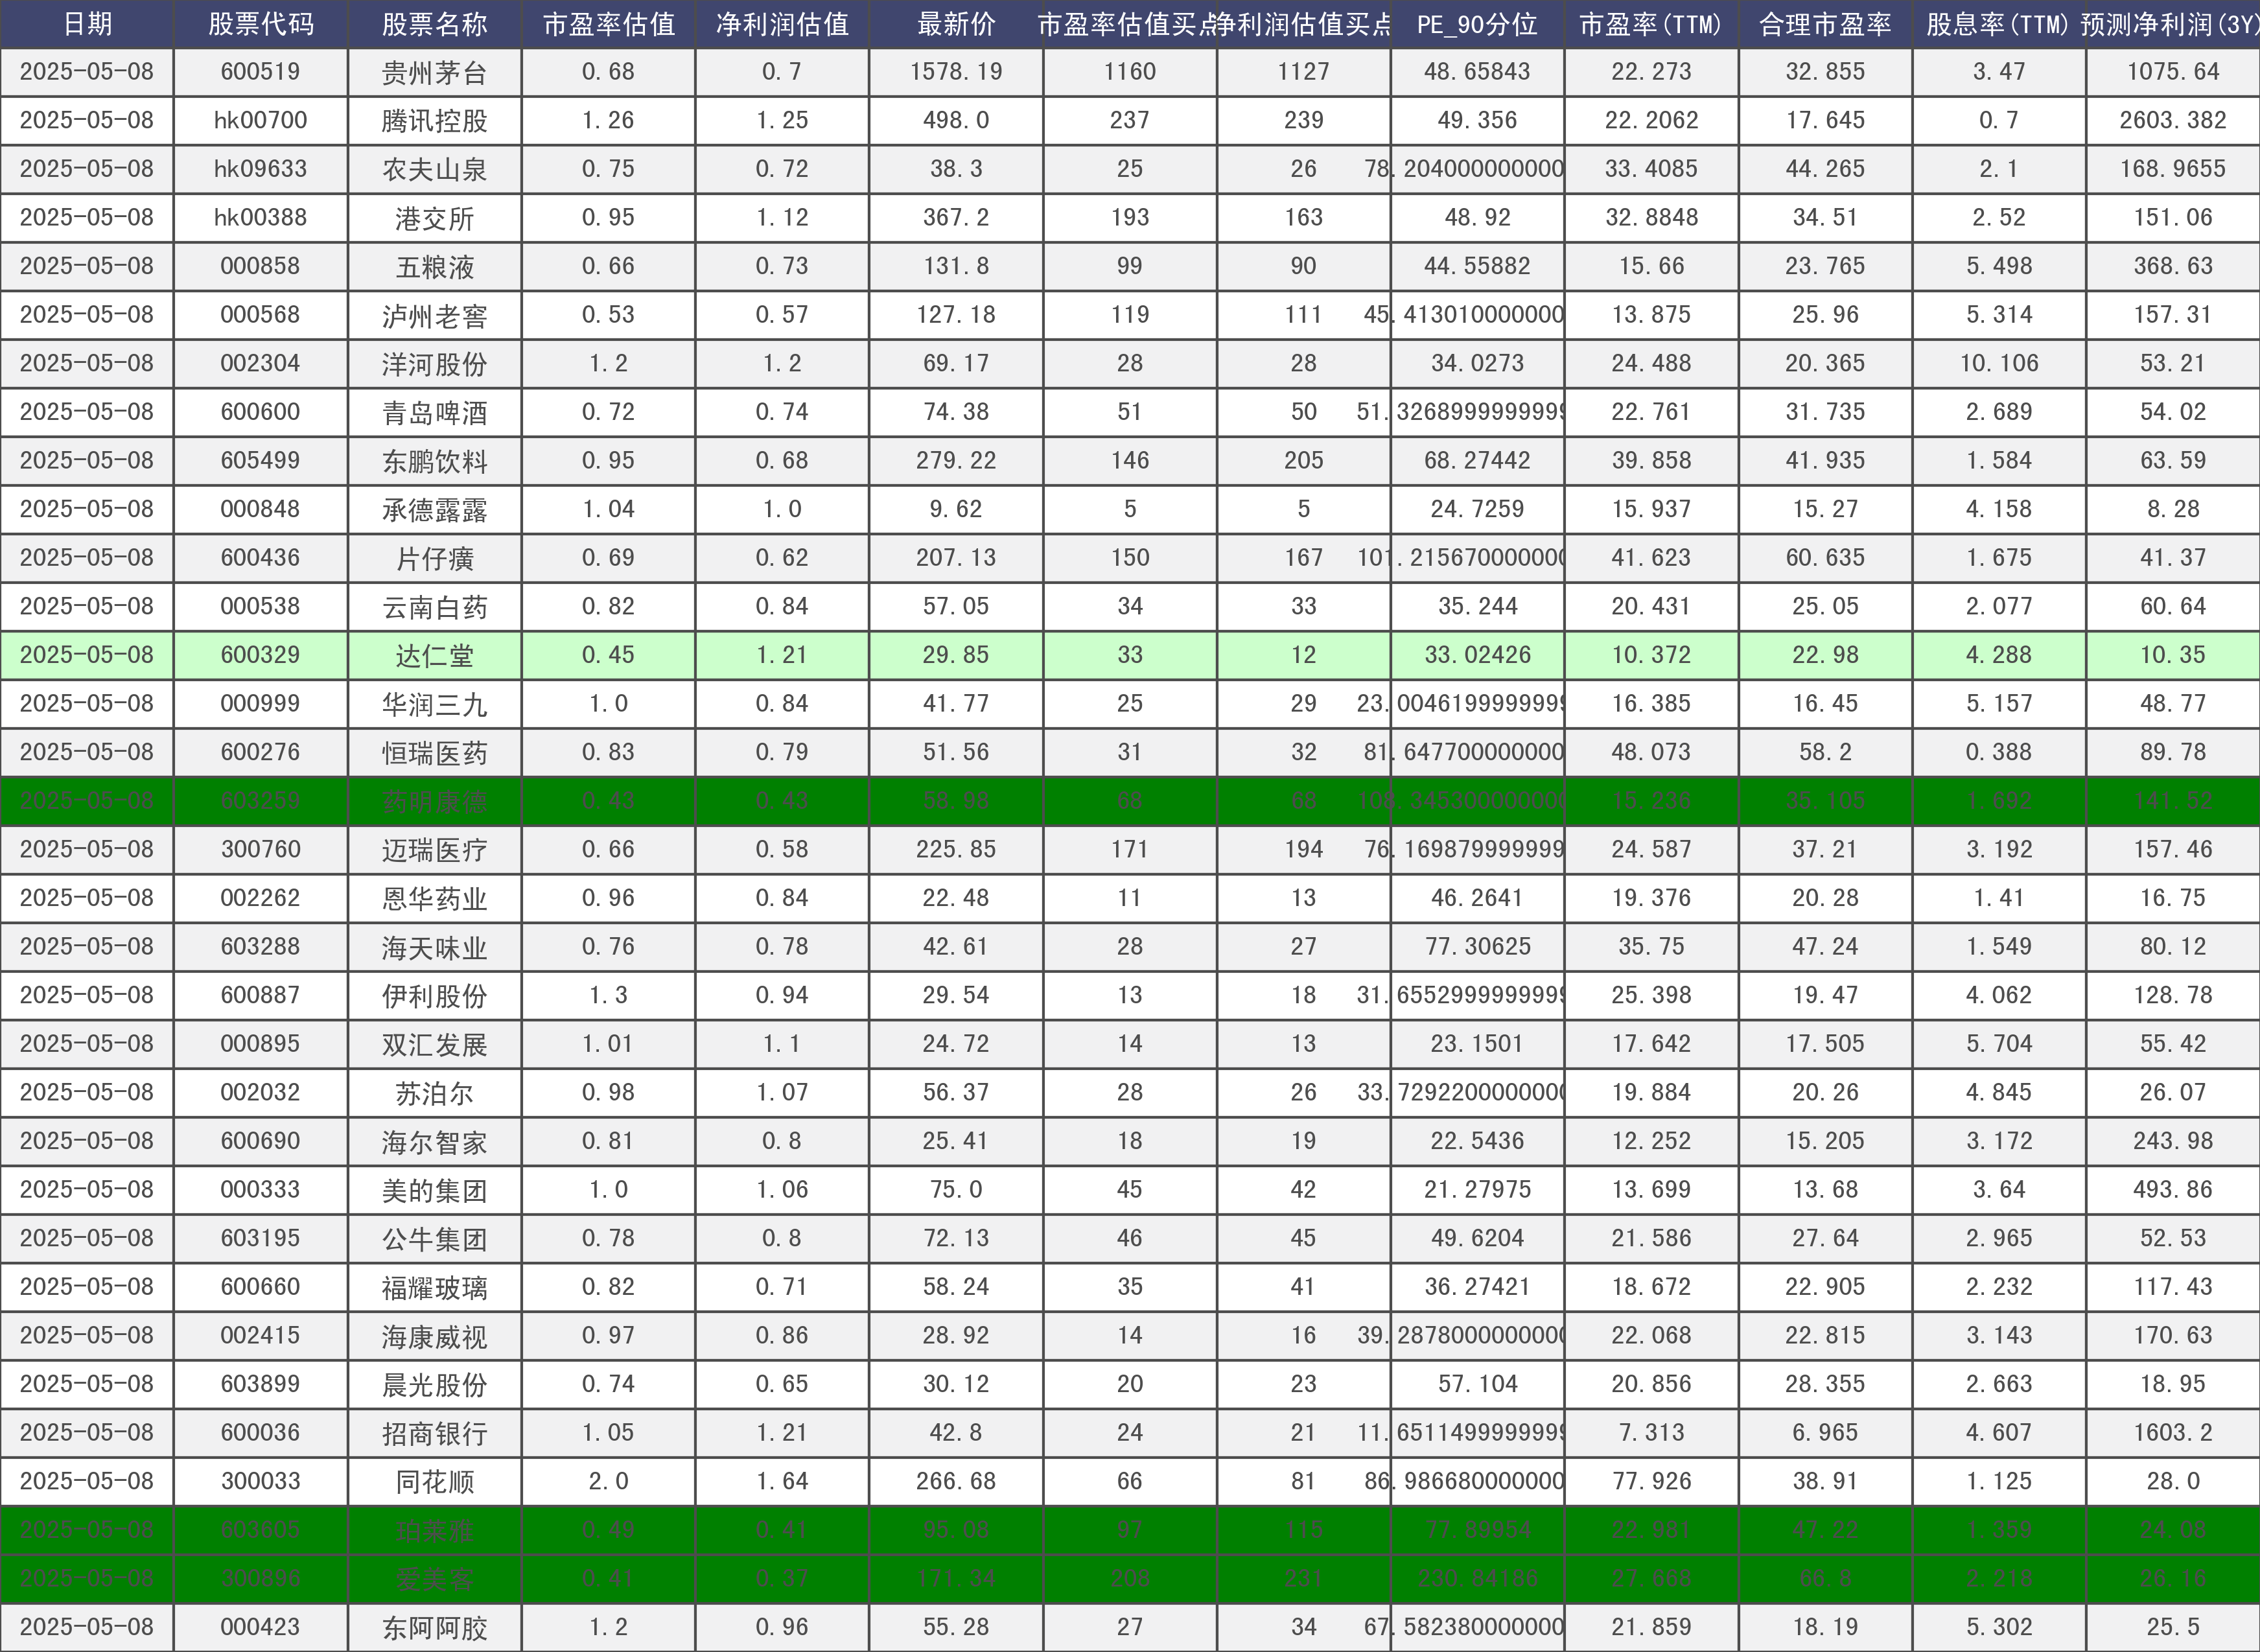 日期 股票代码 股票名称 市盈率估值 净利润估值 最新价 市盈率估值买点 净利润估值买点 PE_90分位 市盈率(TTM) 合理市盈率 股息率(TTM) 预测净利润(3Y)
2025-05-08 600519 贵州茅台 0.68 0.7 1578.19 1160 1127 48.65843 22.273 32.855 3.47 1075.64
2025-05-08 hk00700 腾讯控股 1.26 1.25 498.0 237 239 49.356 22.2062 17.645 0.7 2603.382
2025-05-08 hk09633 农夫山泉 0.75 0.72 38.3 25 26 78.204000000000 33.4085 44.265 2.1 168.9655
2025-05-08 hk00388 港交所 0.95 1.12 367.2 193 163 48.92 32.8848 34.51 2.52 151.06
2025-05-08 000858 五粮液 0.66 0.73 131.8 99 90 44.55882 15.66 23.765 5.498 368.63
2025-05-08 000568 泸州老窖 0.53 0.57 127.18 119 111 45.413010000000 13.875 25.96 5.314 157.31
2025-05-08 002304 洋河股份 1.2 1.2 69.17 28 28 34.0273 24.488 20.365 10.106 53.21
2025-05-08 600600 青岛啤酒 0.72 0.74 74.38 51 50 51.3268999999999 22.761 31.735 2.689 54.02
2025-05-08 605499 东鹏饮料 0.95 0.68 279.22 146 205 68.27442 39.858 41.935 1.584 63.59
2025-05-08 000848 承德露露 1.04 1.0 9.62 5 5 24.7259 15.937 15.27 4.158 8.28
2025-05-08 600436 片仔癀 0.69 0.62 207.13 150 167 101.2156700000000 41.623 60.635 1.675 41.37
2025-05-08 000538 云南白药 0.82 0.84 57.05 34 33 35.244 20.431 25.05 2.077 60.64
2025-05-08 600329 达仁堂 0.45 1.21 29.85 33 12 33.02426 10.372 22.98 4.288 10.35
2025-05-08 000999 华润三九 1.0 0.84 41.77 25 29 23.0046199999999 16.385 16.45 5.157 48.77
2025-05-08 600276 恒瑞医药 0.83 0.79 51.56 31 32 81.647700000000 48.073 58.2 0.388 89.78
2025-05-08 603259 药明康德 0.43 0.43 58.98 68 68 108.3453000000000 15.236 35.105 1.692 141.52
2025-05-08 300760 迈瑞医疗 0.66 0.58 225.85 171 194 76.169879999999 24.587 37.21 3.192 157.46
2025-05-08 002262 恩华药业 0.96 0.84 22.48 11 13 46.2641 19.376 20.28 1.41 16.75
2025-05-08 603288 海天味业 0.76 0.78 42.61 28 27 77.30625 35.75 47.24 1.549 80.12
2025-05-08 600887 伊利股份 1.3 0.94 29.54 13 18 31.6552999999999 25.398 19.47 4.062 128.78
2025-05-08 000895 双汇发展 1.01 1.1 24.72 14 13 23.1501 17.642 17.505 5.704 55.42
2025-05-08 002032 苏泊尔 0.98 1.07 56.37 28 26 33.7292200000000 19.884 20.26 4.845 26.07
2025-05-08 600690 海尔智家 0.81 0.8 25.41 18 19 22.5436 12.252 15.205 3.172 243.98
2025-05-08 000333 美的集团 1.0 1.06 75.0 45 42 21.27975 13.699 13.68 3.64 493.86
2025-05-08 603195 公牛集团 0.78 0.8 72.13 46 45 49.6204 21.586 27.64 2.965 52.53
2025-05-08 600660 福耀玻璃 0.82 0.71 58.24 35 41 36.27421 18.672 22.905 2.232 117.43
2025-05-08 002415 海康威视 0.97 0.86 28.92 14 16 39.2878000000000 22.068 22.815 3.143 170.63
2025-05-08 603899 晨光股份 0.74 0.65 30.12 20 23 57.104 20.856 28.355 2.663 18.95
2025-05-08 600036 招商银行 1.05 1.21 42.8 24 21 11.6511499999999 7.313 6.965 4.607 1603.2
2025-05-08 300033 同花顺 2.0 1.64 266.68 66 81 86.986680000000 77.926 38.91 1.125 28.0
2025-05-08 603605 珀莱雅 0.49 0.41 95.08 97 115 77.89954 22.981 47.22 1.359 24.08
2025-05-08 300896 爱美客 0.41 0.37 171.34 208 231 230.84186 27.668 66.8 2.218 26.16
2025-05-08 000423 东阿阿胶 1.2 0.96 55.28 27 34 67.582380000000 21.859 18.19 5.302 25.5